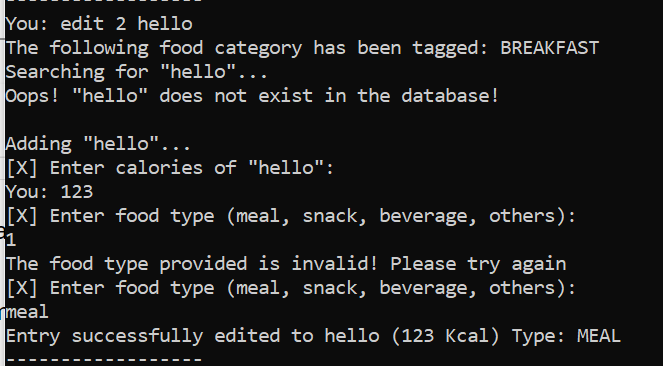 ------------------
You: edit 2 hello
The following food category has been tagged: BREAKFAST
Searching for "hello"...
Oops! "hello" does not exist in the database!
Adding "hello"...
[X] Enter calories of "hello":
You: 123
[X] Enter food type (meal, snack, beverage, others):
1
The food type provided is invalid! Please try again
[X] Enter food type (meal, snack, beverage, others):
meal
Entry successfully edited to hello (123 Kcal) Type: MEAL
------------------